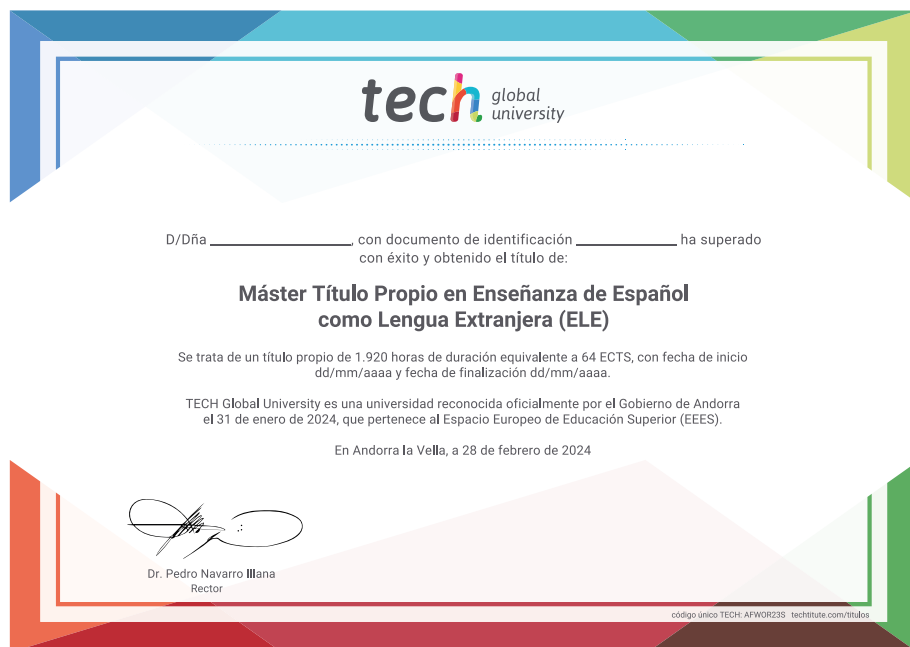 tech global
university
D/Dña ______________, con documento de identificación __________ ha superado
con éxito y obtenido el título de:
Máster Título Propio en Enseñanza de Español
como Lengua Extranjera (ELE)
Se trata de un título propio de 1.920 horas de duración equivalente a 64 ECTS, con fecha de inicio
dd/mm/aaaa y fecha de finalización dd/mm/aaaa.
TECH Global University es una universidad reconocida oficialmente por el Gobierno de Andorra
el 31 de enero de 2024, que pertenece al Espacio Europeo de Educación Superior (EEES).
En Andorra la Vella, a 28 de febrero de 2024
Dr. Pedro Navarro Illana
Rector
código único TECH: AFWOR23S techtitute.com/titulos